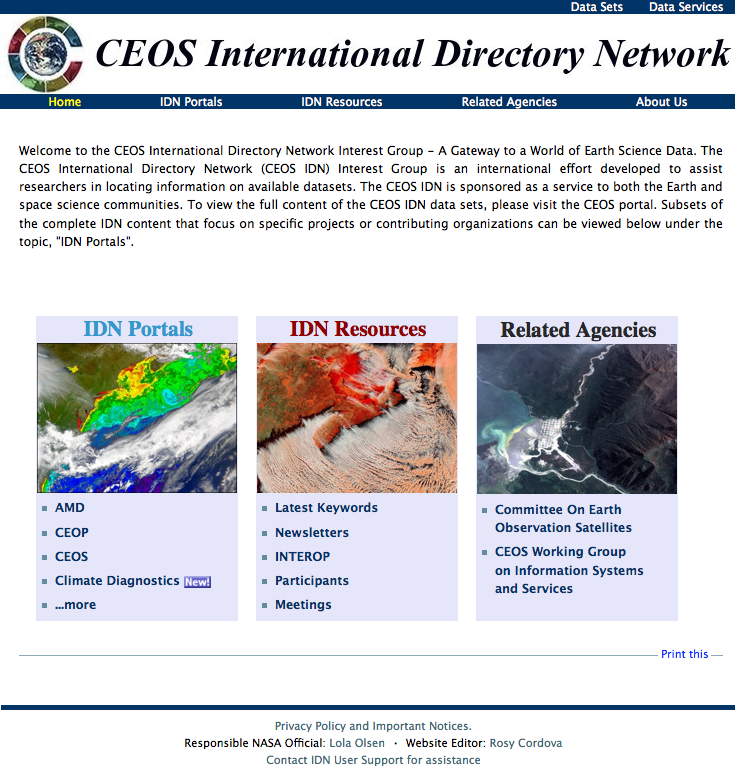 Data Sets Data Services
CEOS International Directory Network
Home IDN Portals IDN Resources Related Agencies About Us
Welcome to the CEOS International Directory Network Interest Group – A Gateway to a World of Earth Science Data. The
CEOS International Directory Network (CEOS IDN) Interest Group is an international effort developed to assist
researchers in locating information on available datasets. The CEOS IDN is sponsored as a service to both the Earth and
space science communities. To view the full content of the CEOS IDN data sets, please visit the CEOS portal. Subsets of
the complete IDN content that focus on specific projects or contributing organizations can be viewed below under the
topic, "IDN Portals".
IDN Portals
AMD
CEOP
CEOS
Climate Diagnostics New!
...more
IDN Resources
Latest Keywords
Newsletters
INTEROP
Participants
Meetings
Related Agencies
Committee On Earth
Observation Satellites
CEOS Working Group
on Information Systems
and Services
Print this
Privacy Policy and Important Notices.
Responsible NASA Official: Lola Olsen · Website Editor: Rosy Cordova
Contact IDN User Support for assistance